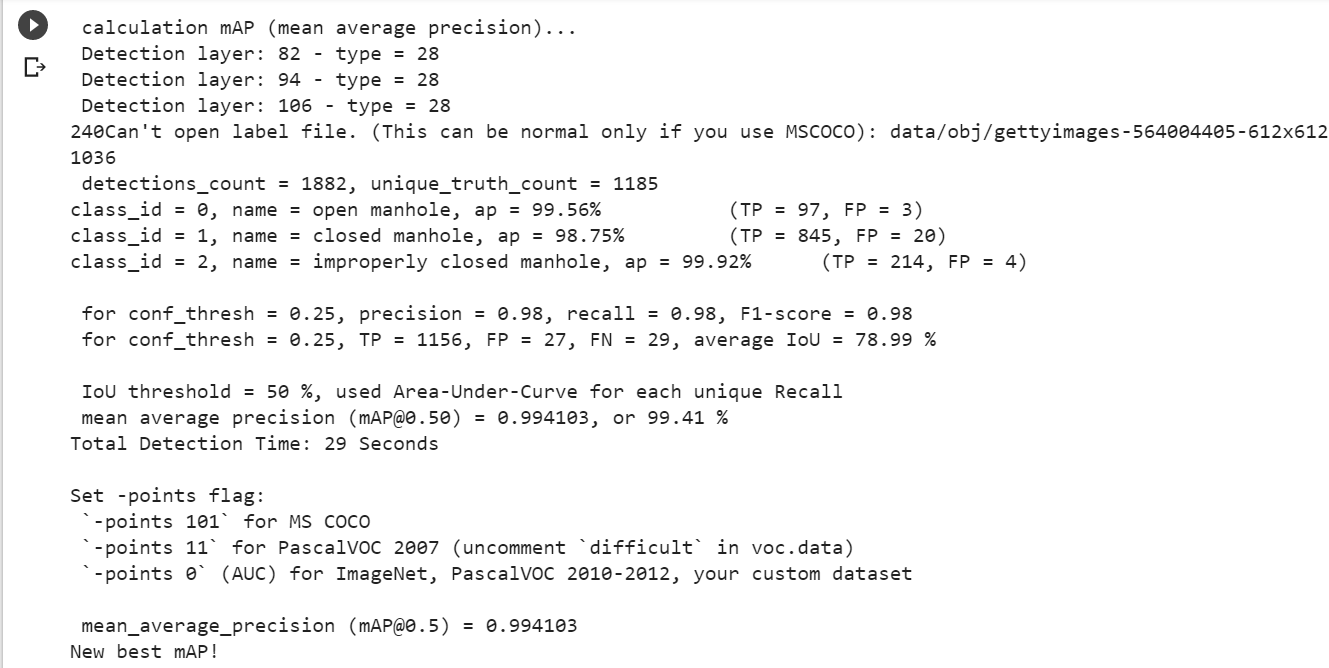 calculation mAP (mean average precision)...
Detection layer: 82 - type = 28
Detection layer: 94 - type = 28
Detection layer: 106 - type = 28
240Can't open label file. (This can be normal only if you use MSCOCO): data/obj/gettyimages-564004405-612x612
1036
detections_count = 1882, unique_truth_count = 1185
class_id = 0, name = open manhole, ap = 99.56% (TP = 97, FP = 3)
class_id = 1, name = closed manhole, ap = 98.75% (TP = 845, FP = 20)
class_id = 2, name = improperly closed manhole, ap = 99.92% (TP = 214, FP = 4)
for conf_thresh = 0.25, precision = 0.98, recall = 0.98, F1-score = 0.98
for conf_thresh = 0.25, TP = 1156, FP = 27, FN = 29, average IoU = 78.99 %
IoU threshold = 50 %, used Area-Under-Curve for each unique Recall
mean average precision (mAP@0.50) = 0.994103, or 99.41 %
Total Detection Time: 29 Seconds
Set -points flag:
`-points 101` for MS COCO
`-points 11` for PascalVOC 2007 (uncomment `difficult` in voc.data)
`-points 0` (AUC) for ImageNet, PascalVOC 2010-2012, your custom dataset
mean_average_precision (mAP@0.5) = 0.994103
New best mAP!